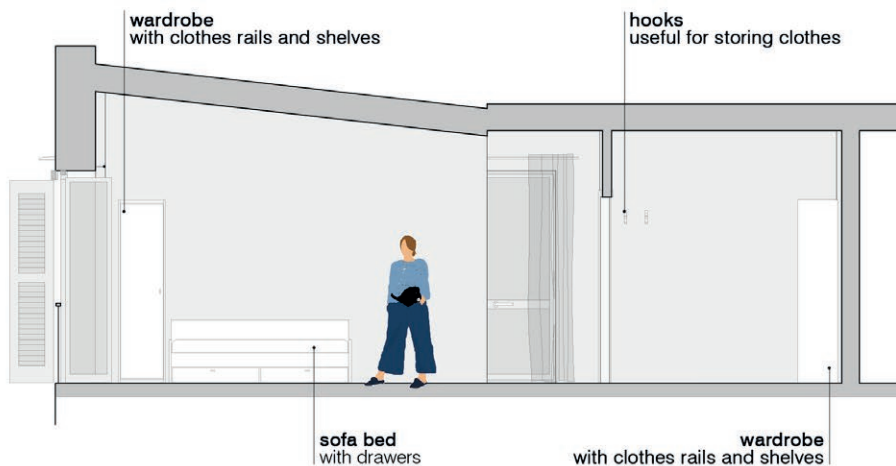 wardrobe
with clothes rails and shelves
hooks
useful for storing clothes
sofa bed
with drawers
wardrobe
with clothes rails and shelves